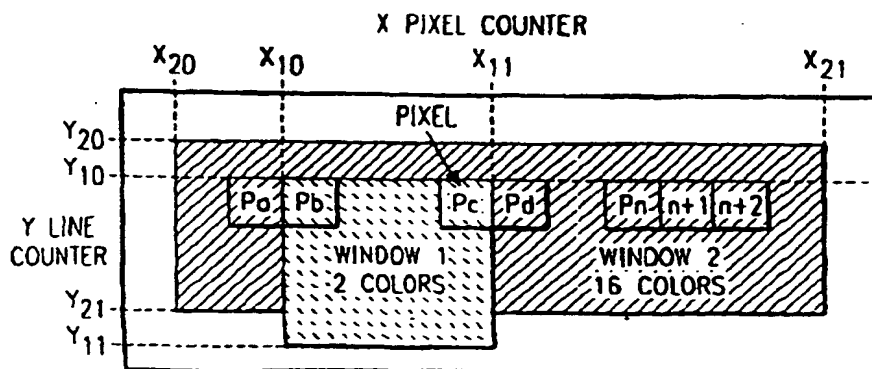 X PIXEL COUNTER
X20 X10 X11 X21
PIXEL
Y20
Y10
Pa Pb Pc Pd Pn n+1 n+2
Y LINE
COUNTER
WINDOW 1
2 COLORS
WINDOW 2
16 COLORS
Y21
Y11